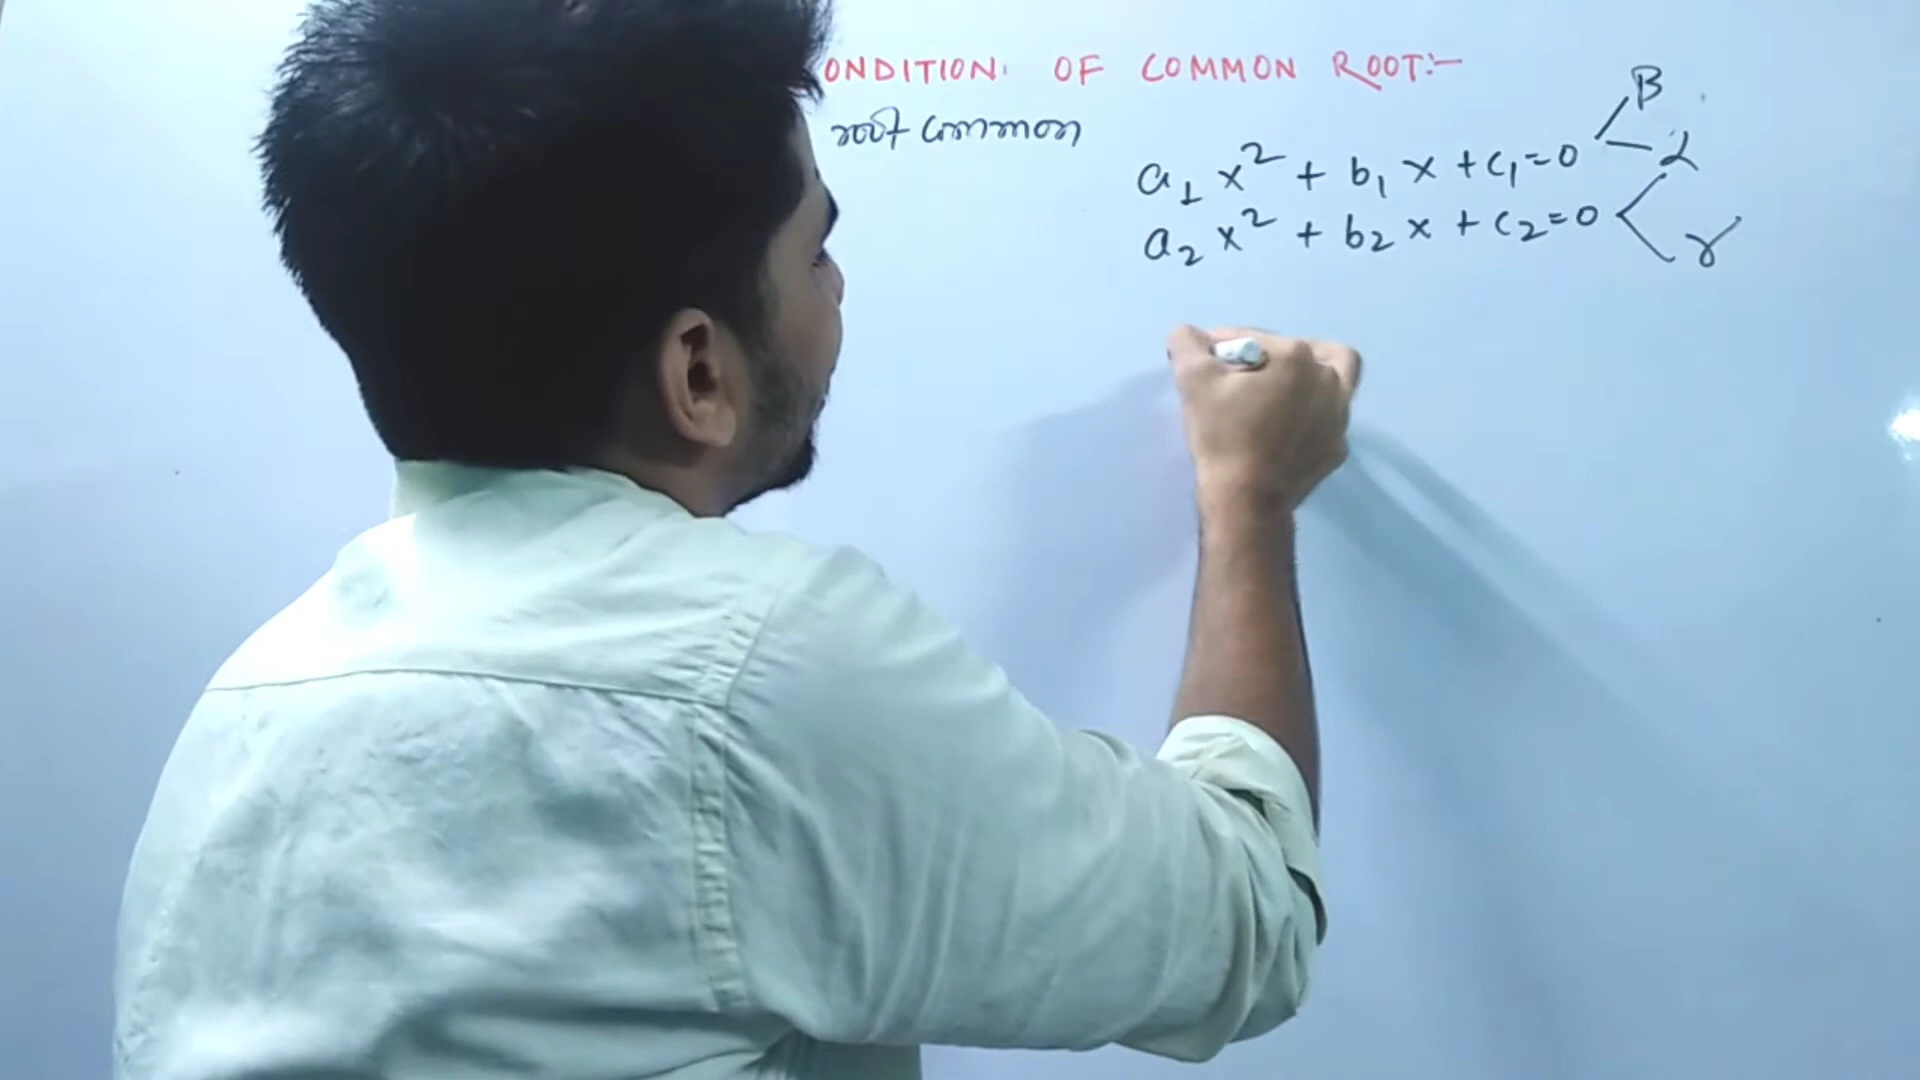 ONDITION OF COMMON ROOT:-
root common
a₁x² + b₁x + c₁=0
β
α
a₂x² + b₂x + c₂=0
γ